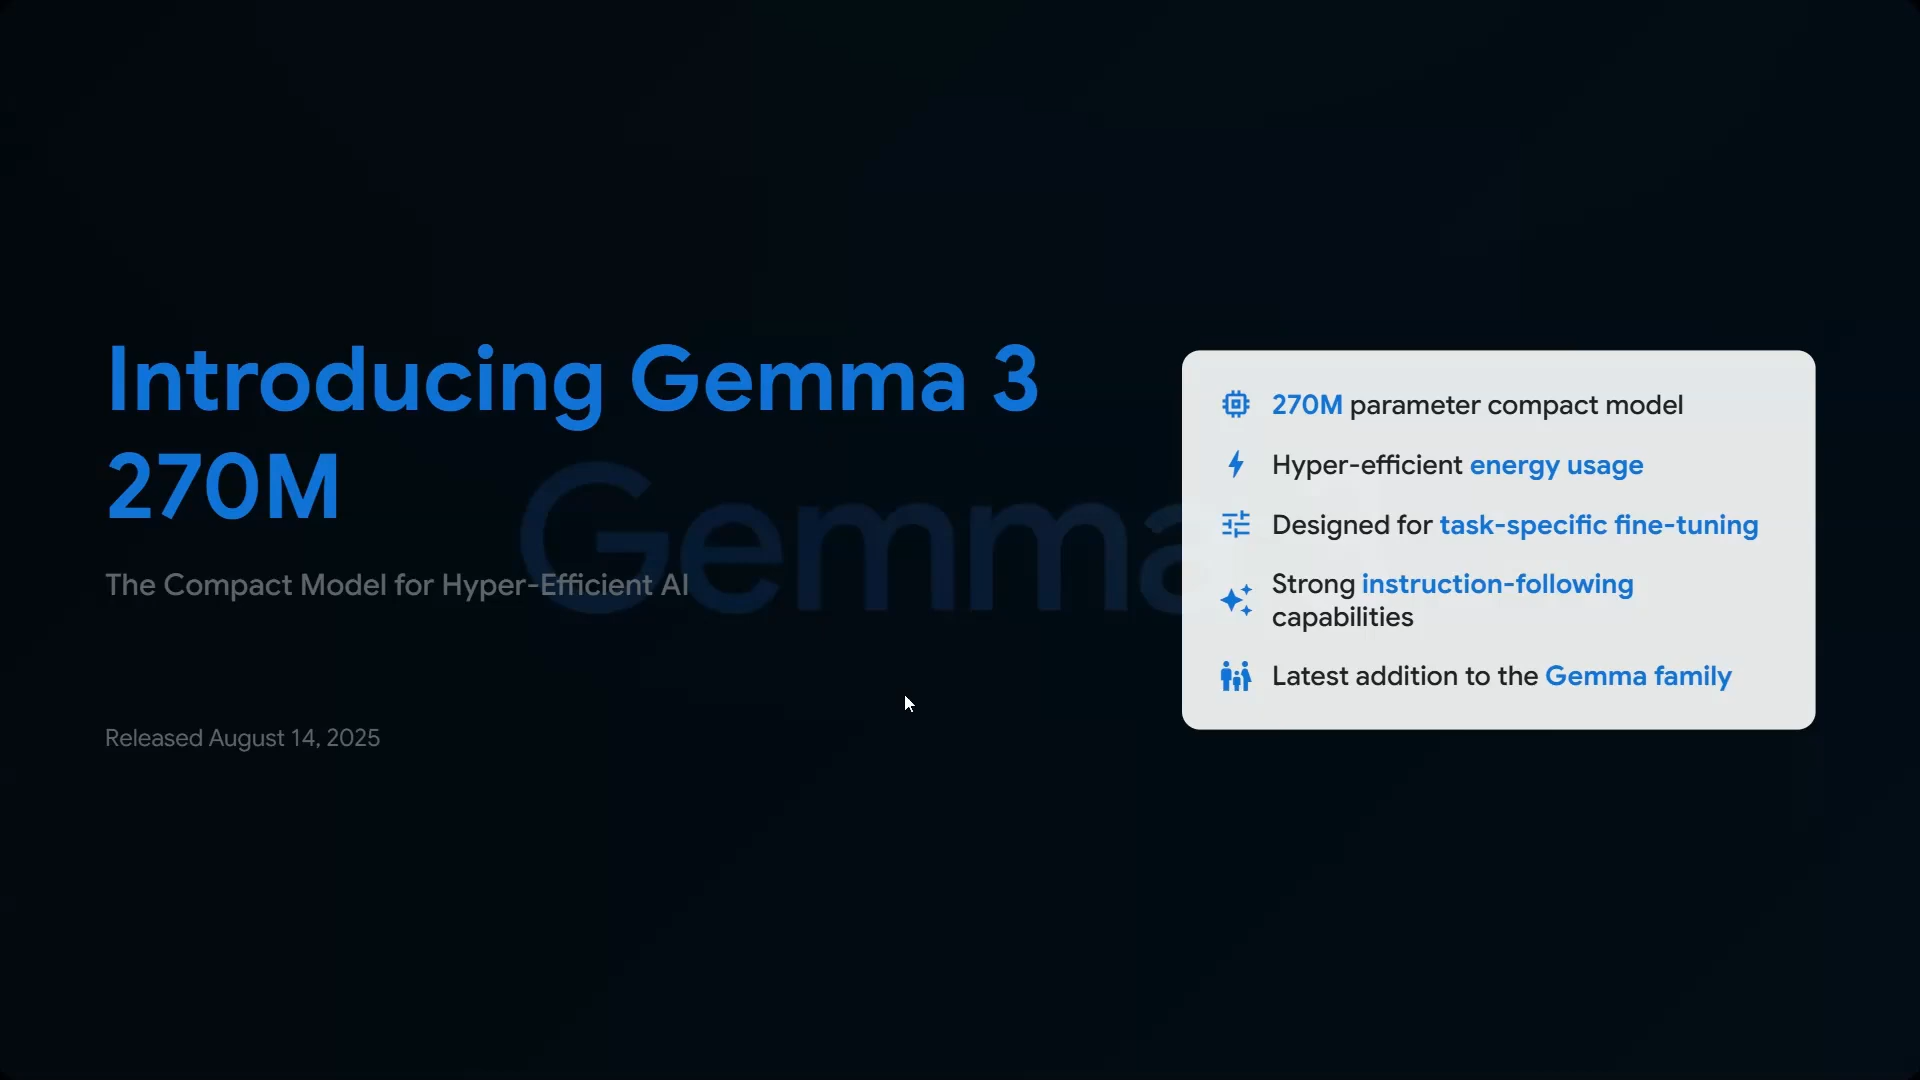 Introducing Gemma 3
270M
The Compact Model for Hyper-Efficient AI
Released August 14, 2025
Gemma
270M parameter compact model
Hyper-efficient energy usage
Designed for task-specific fine-tuning
Strong instruction-following
capabilities
Latest addition to the Gemma family